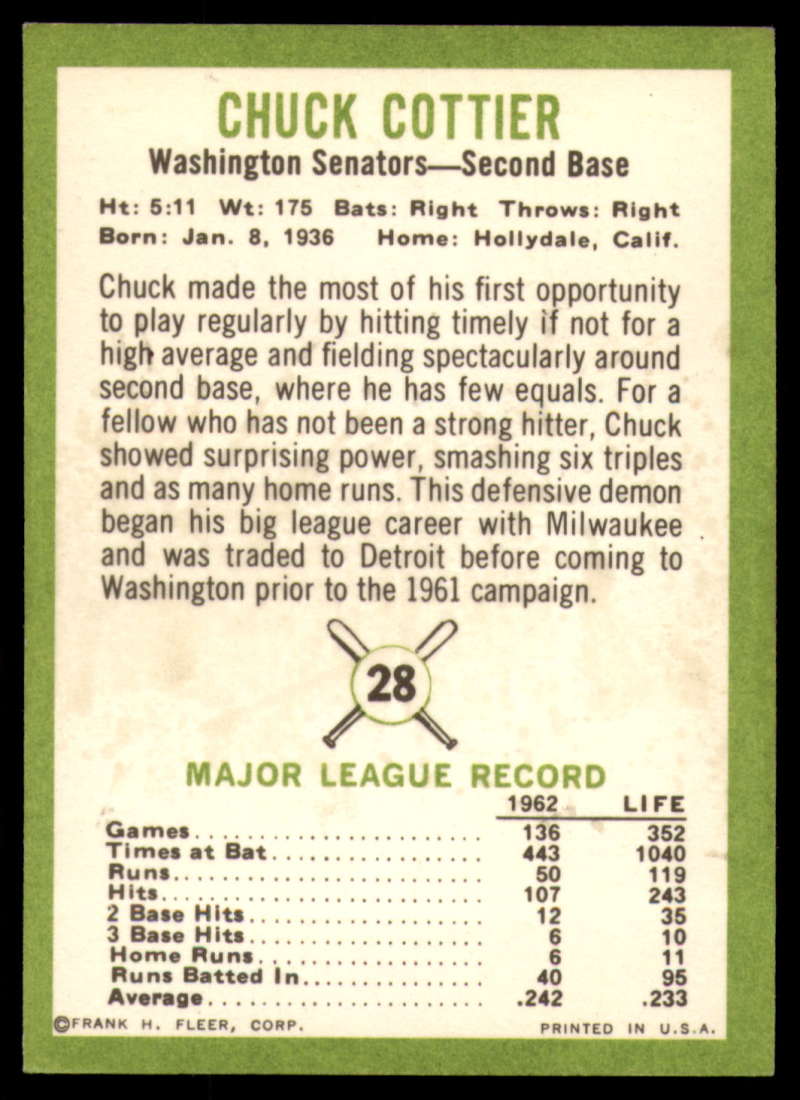 CHUCK COTTIER
Washington Senators—Second Base
Ht: 5:11 Wt: 175 Bats: Right Throws: Right
Born: Jan. 8, 1936 Home: Hollydale, Calif.
Chuck made the most of his first opportunity
to play regularly by hitting timely if not for a
high average and fielding spectacularly around
second base, where he has few equals. For a
fellow who has not been a strong hitter, Chuck
showed surprising power, smashing six triples
and as many home runs. This defensive demon
began his big league career with Milwaukee
and was traded to Detroit before coming to
Washington prior to the 1961 campaign.
28
MAJOR LEAGUE RECORD
1962 LIFE
Games........................ 136 352
Times at Bat.................. 443 1040
Runs......................... 50 119
Hits.......................... 107 243
2 Base Hits.................... 12 35
3 Base Hits.................... 6 10
Home Runs.................... 6 11
Runs Batted In................ 40 95
Average....................... .242 .233
©FRANK H. FLEER, CORP. PRINTED IN U.S.A.